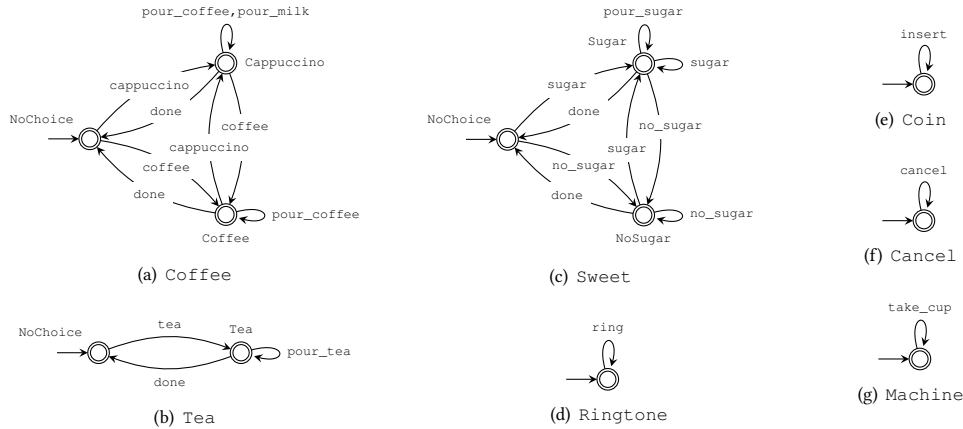 pour_coffee,pour_milk
Cappuccino
cappuccino
done
NoChoice
coffee
cappuccino
coffee
done
pour_coffee
Coffee
(a) Coffee
pour_sugar
Sugar
sugar
sugar
done
NoChoice
no_sugar
sugar
no_sugar
done
no_sugar
NoSugar
(c) Sweet
insert
(e) Coin
cancel
(f) Cancel
NoChoice
tea
Tea
pour_tea
done
(b) Tea
ring
(d) Ringtone
take_cup
(g) Machine